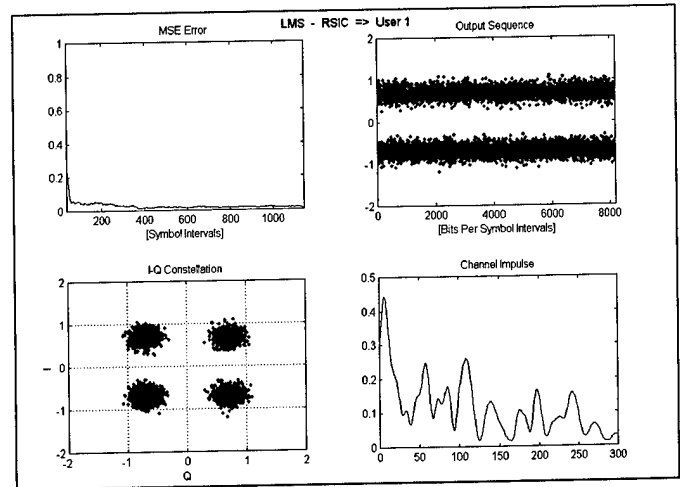 LMS - RSIC => User 1
MSE Error
1
0.8
0.6
0.4
0.2
0
200 400 600 800 1000
[Symbol Intervals]
Output Sequence
2
1
0
-1
-2
0 2000 4000 6000 8000
[Bits Per Symbol Intervals]
I-Q Constellation
2
1
0
-1
-2
I
-2 -1 0 1 2
Q
Channel Impulse
0.5
0.4
0.3
0.2
0.1
0
0 50 100 150 200 250 300